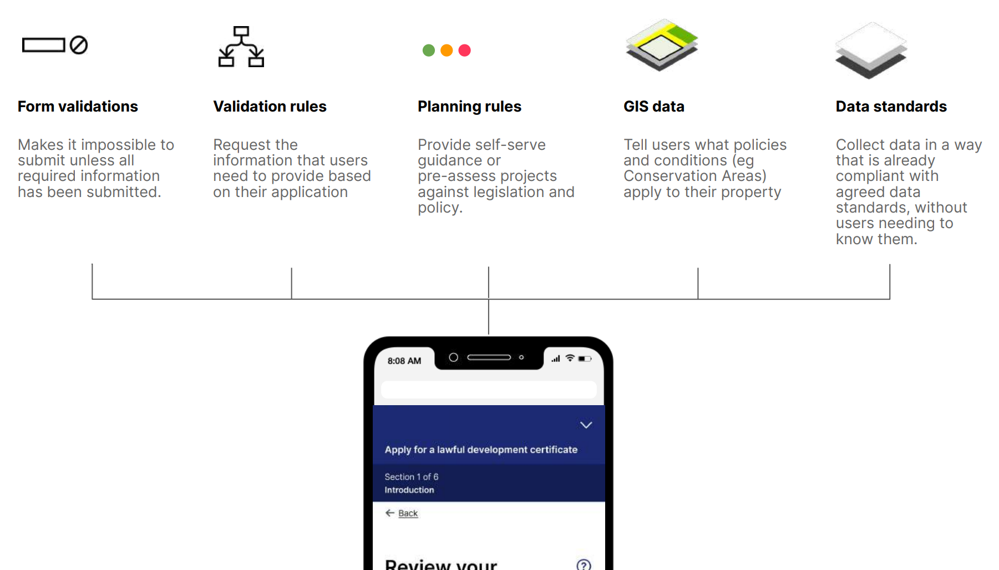 Form validations
Makes it impossible to
submit unless all
required information
has been submitted.
Validation rules
Request the
information that users
need to provide based
on their application
Planning rules
Provide self-serve
guidance or
pre-assess projects
against legislation and
policy.
GIS data
Tell users what policies
and conditions (eg
Conservation Areas)
apply to their property
Data standards
Collect data in a way
that is already
compliant with
agreed data
standards, without
users needing to
know them.
8:08 AM
Apply for a lawful development certificate
Section 1 of 6
Introduction
Back
Review your
?